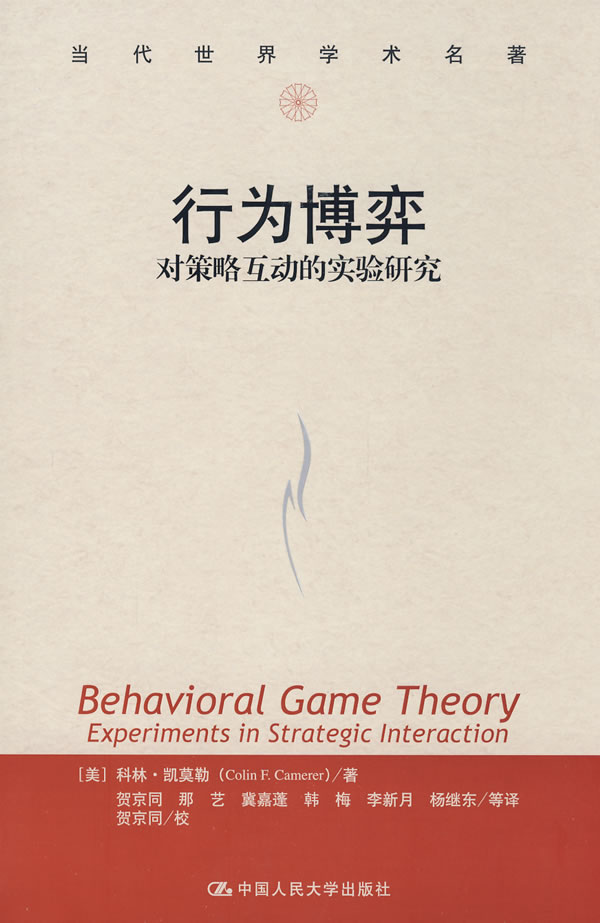 当代世界学术名著
行为博弈
对策略互动的实验研究
Behavioral Game Theory
Experiments in Strategic Interaction
[美] 科林·凯莫勒（Colin F. Camerer）/著
贺京同 那 艺 冀嘉蓬 韩 梅 李新月 杨继东/等译
贺京同/校
中国人民大学出版社